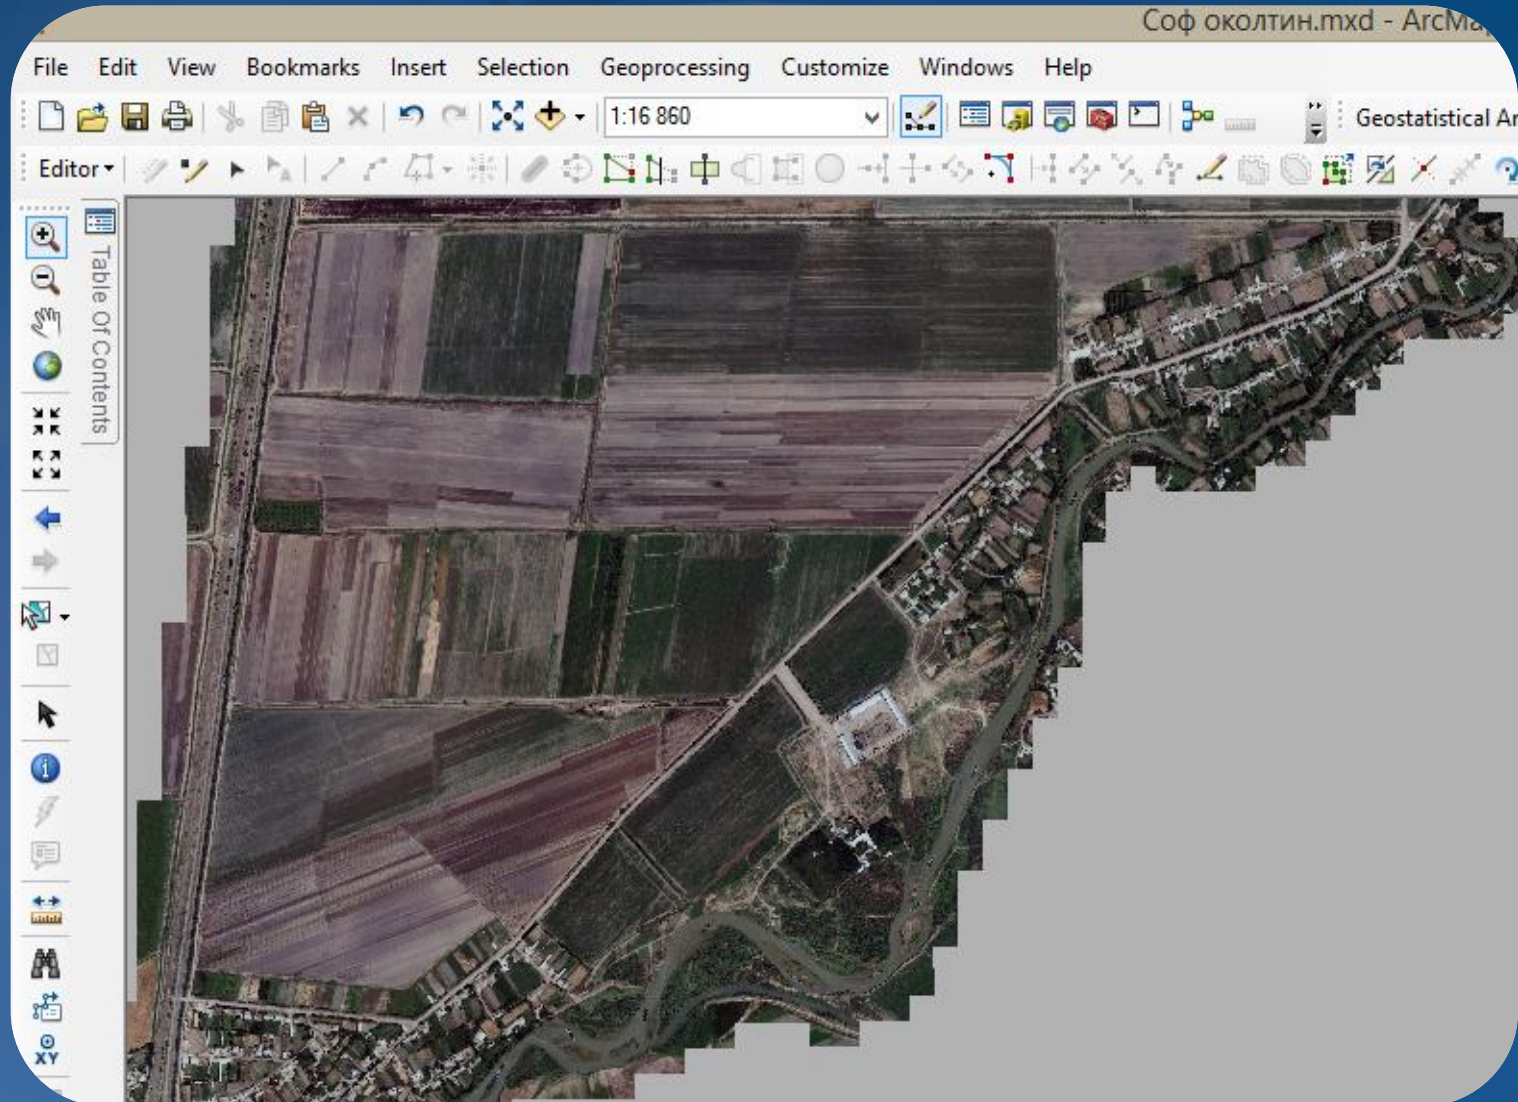 Соф околтин.mxd - ArcMa
File Edit View Bookmarks Insert Selection Geoprocessing Customize Windows Help
1:16 860
Geostatistical An
Editor
Table Of Contents
XY